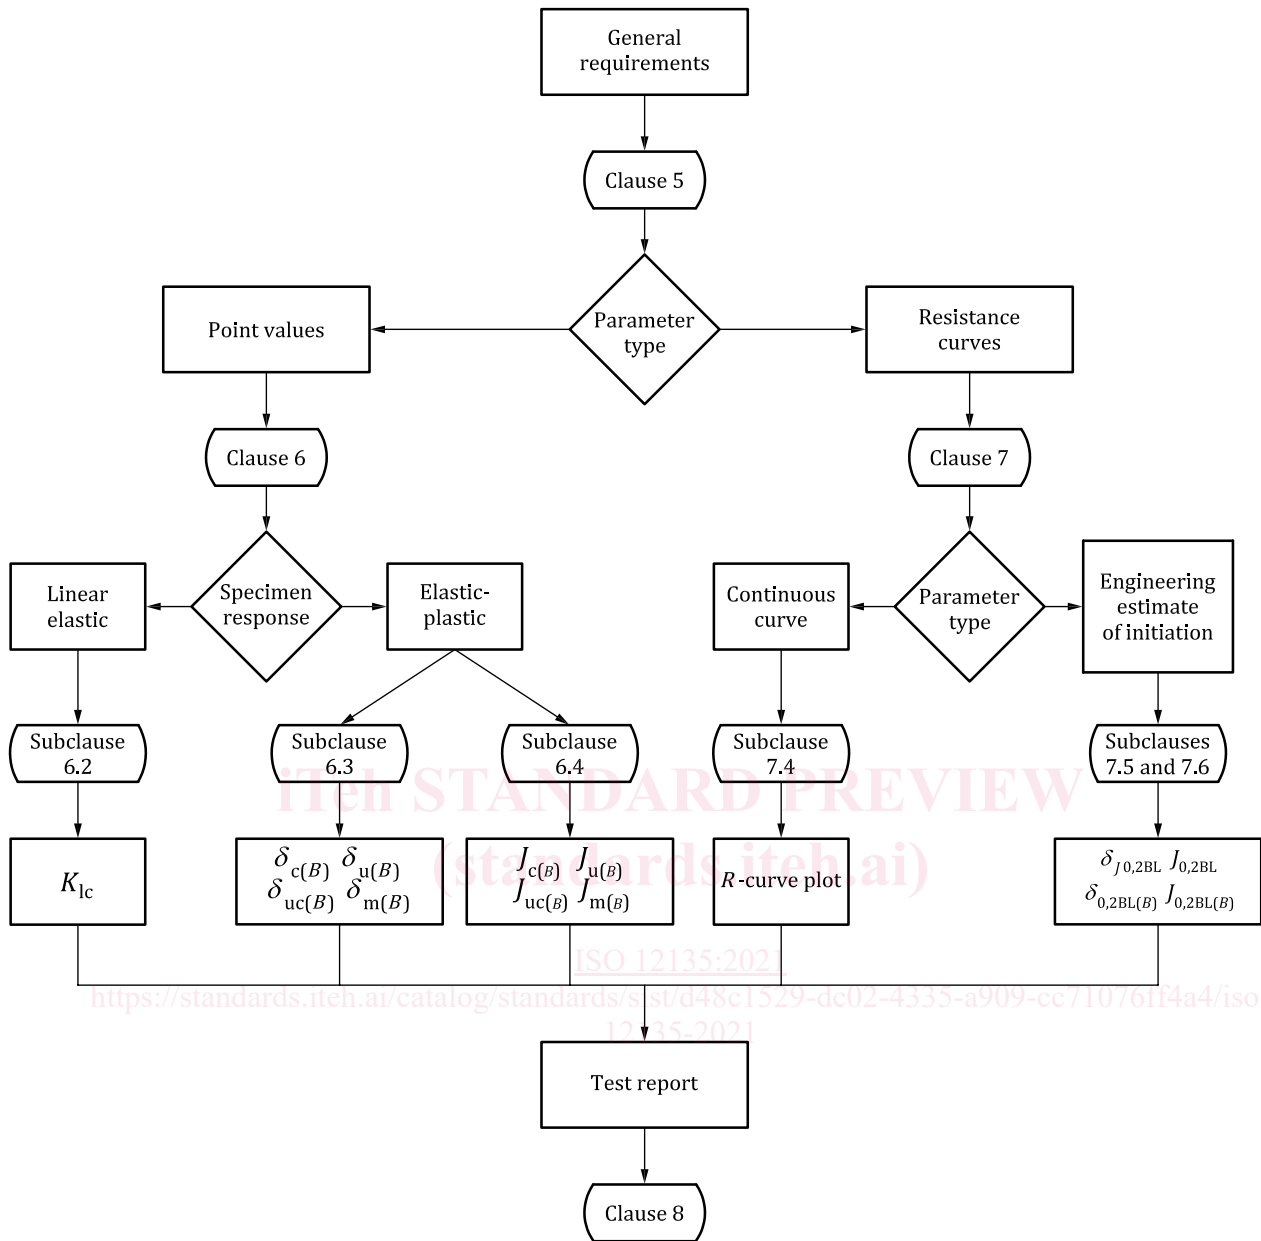 General
requirements
Clause 5
Parameter
type
Point values
Resistance
curves
Clause 6
Clause 7
Linear
elastic
Specimen
response
Elastic-
plastic
Continuous
curve
Parameter
type
Engineering
estimate
of initiation
Subclause
6.2
Subclause
6.3
Subclause
6.4
Subclause
7.4
Subclauses
7.5 and 7.6
iTeh STANDARD PREVIEW
(standards.iteh.ai)
K_lc
δ_c(B) δ_u(B)
δ_uc(B) δ_m(B)
J_c(B) J_u(B)
J_uc(B) J_m(B)
R-curve plot
δ_J0,2BL J_0,2BL
δ_0,2BL(B) J_0,2BL(B)
ISO 12135:2021
https://standards.iteh.ai/catalog/standards/sist/d48c1529-dc02-4335-a909-cc71076ff4a4/iso-
12135-2021
Test report
Clause 8